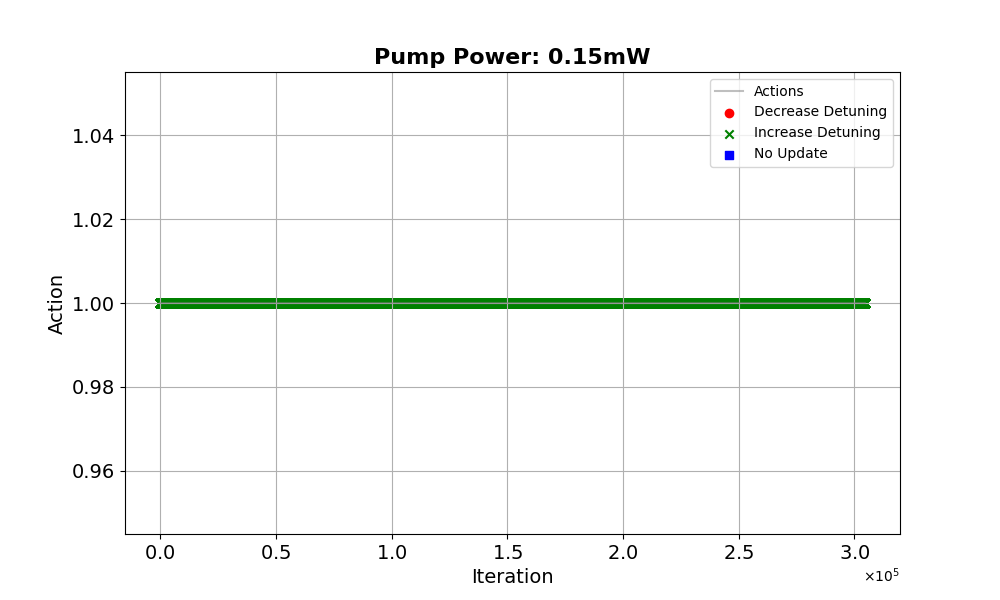 Pump Power: 0.15mW
Actions
Decrease Detuning
Increase Detuning
No Update
Action
1.04
1.02
1.00
0.98
0.96
0.0 0.5 1.0 1.5 2.0 2.5 3.0
Iteration
×10⁵